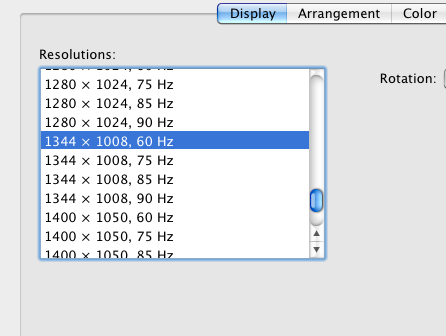 Display Arrangement Color
Resolutions:
Rotation:
1280 × 1024, 75 Hz
1280 × 1024, 85 Hz
1280 × 1024, 90 Hz
1344 × 1008, 60 Hz
1344 × 1008, 75 Hz
1344 × 1008, 85 Hz
1344 × 1008, 90 Hz
1400 × 1050, 60 Hz
1400 × 1050, 75 Hz
1400 × 1050, 85 Hz